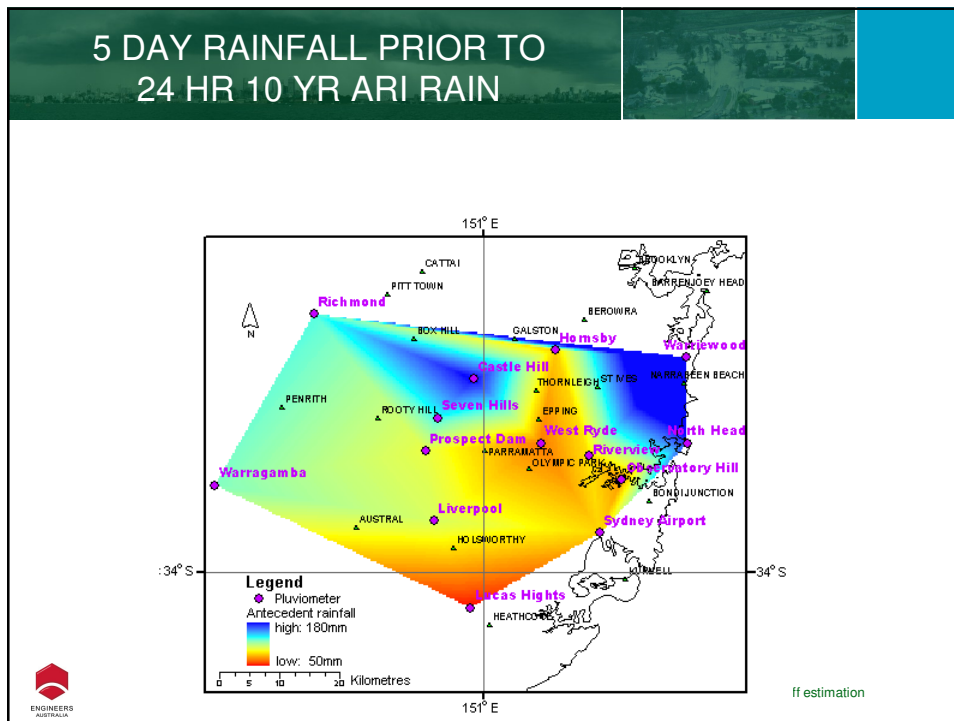 5 DAY RAINFALL PRIOR TO
24 HR 10 YR ARI RAIN
151° E
CATTAI
BROOKLYN
PITT TOWN
BARRENJOEY HEAD
Richmond
BEROWRA
N
BOX HILL
GALSTON
Hornsby
Warriewood
Castle Hill
THORNLEIGH
ST IVES
NARRABEEN BEACH
PENRITH
Seven Hills
ROOTY HILL
EPPING
West Ryde
North Head
Prospect Dam
PARRAMATTA
Riverview
OLYMPIC PARK
Observatory Hill
Warragamba
BONDI JUNCTION
Liverpool
AUSTRAL
Sydney Airport
HOLSWORTHY
34° S
34° S
KURNELL
Legend
Pluviometer
Lucas Hights
Antecedent rainfall
HEATHCOTE
high: 180mm
low: 50mm
0 5 10 20 Kilometres
151° E
ENGINEERS
AUSTRALIA
ff estimation